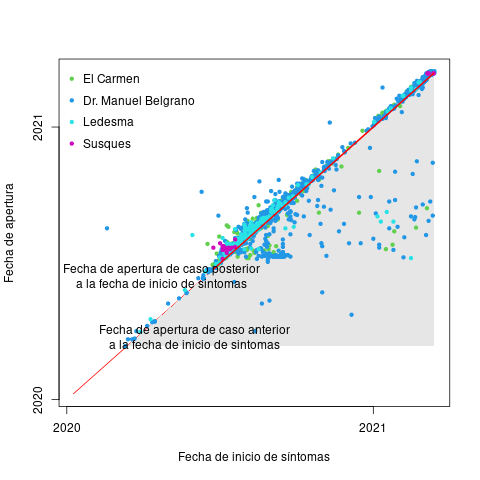 El Carmen
Dr. Manuel Belgrano
Ledesma
Susques
2021
Fecha de apertura
Fecha de apertura de caso posterior
a la fecha de inicio de síntomas
Fecha de apertura de caso anterior
a la fecha de inicio de sintomas
2020
2020
2021
Fecha de inicio de síntomas